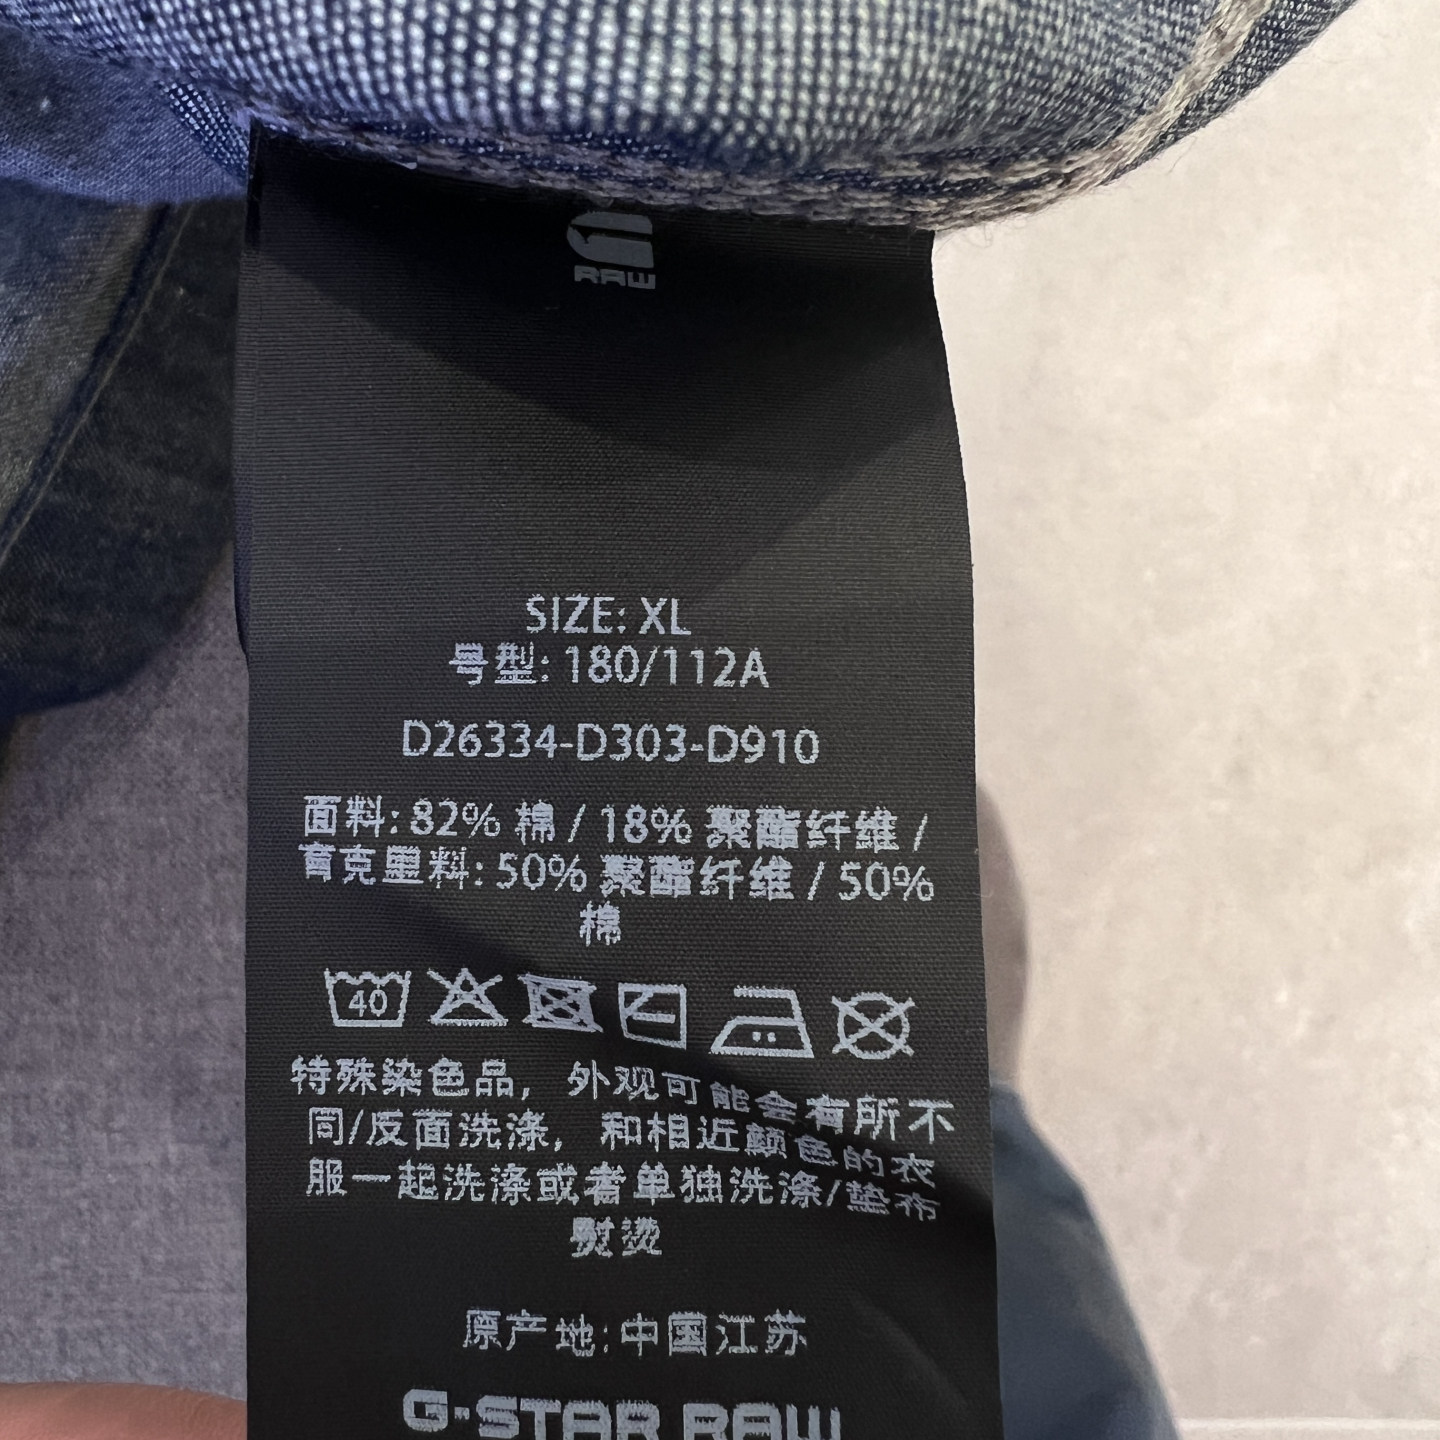 RAW
SIZE: XL
号型: 180/112A
D26334-D303-D910
面料: 82% 棉 / 18% 聚酯纤维 /
育克里料: 50% 聚酯纤维 / 50%
棉
40
特殊染色品, 外观可能会有所不
同/反面洗涤, 和相近颜色的衣
服一起洗涤或者单独洗涤/垫布
熨烫
原产地: 中国江苏
G-STAR RAW